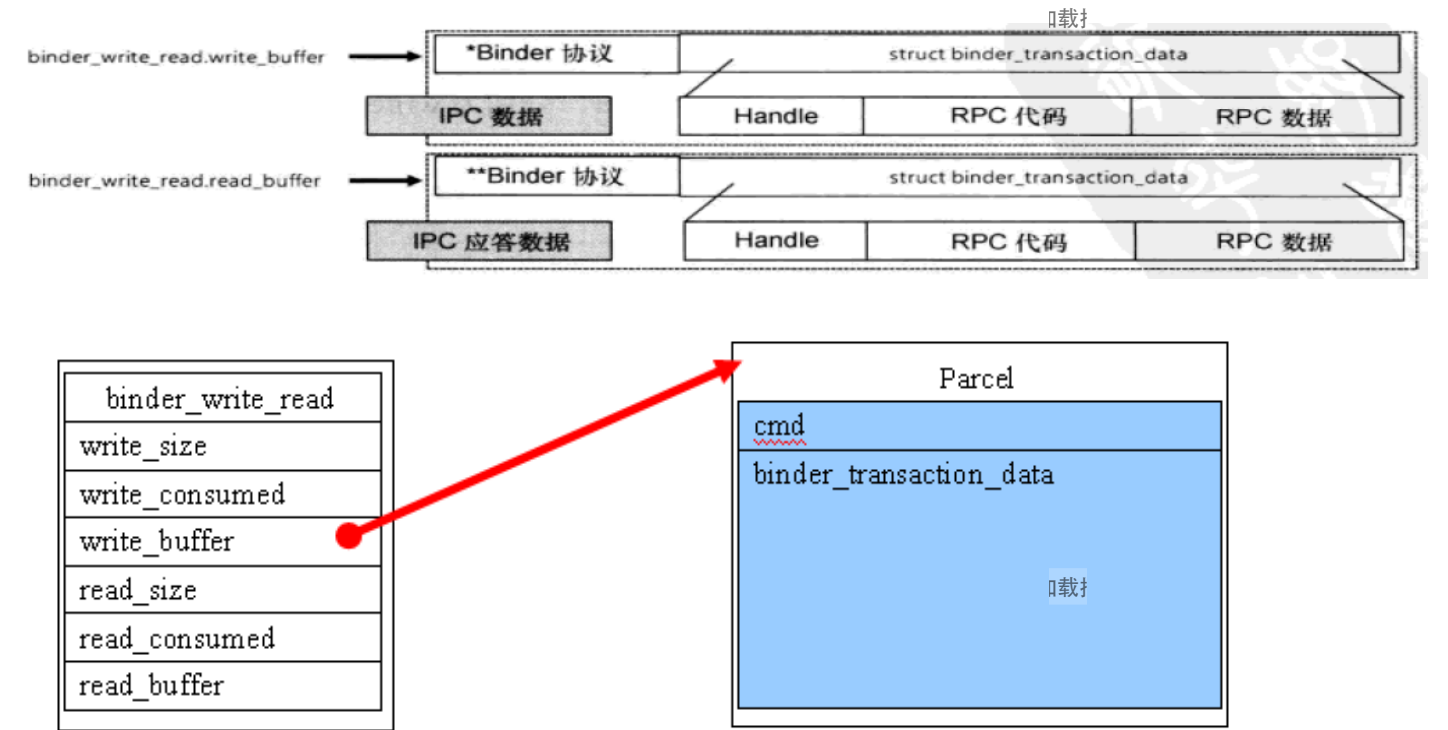 binder_write_read.write_buffer
*Binder 协议
struct binder_transaction_data
IPC 数据
Handle
RPC 代码
RPC 数据
binder_write_read.read_buffer
**Binder 协议
struct binder_transaction_data
IPC 应答数据
Handle
RPC 代码
RPC 数据
binder_write_read
write_size
write_consumed
write_buffer
read_size
read_consumed
read_buffer
Parcel
cmd
binder_transaction_data